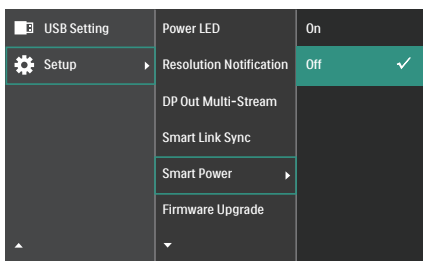 USB Setting
Setup
Power LED
Resolution Notification
DP Out Multi-Stream
Smart Link Sync
Smart Power
Firmware Upgrade
On
Off